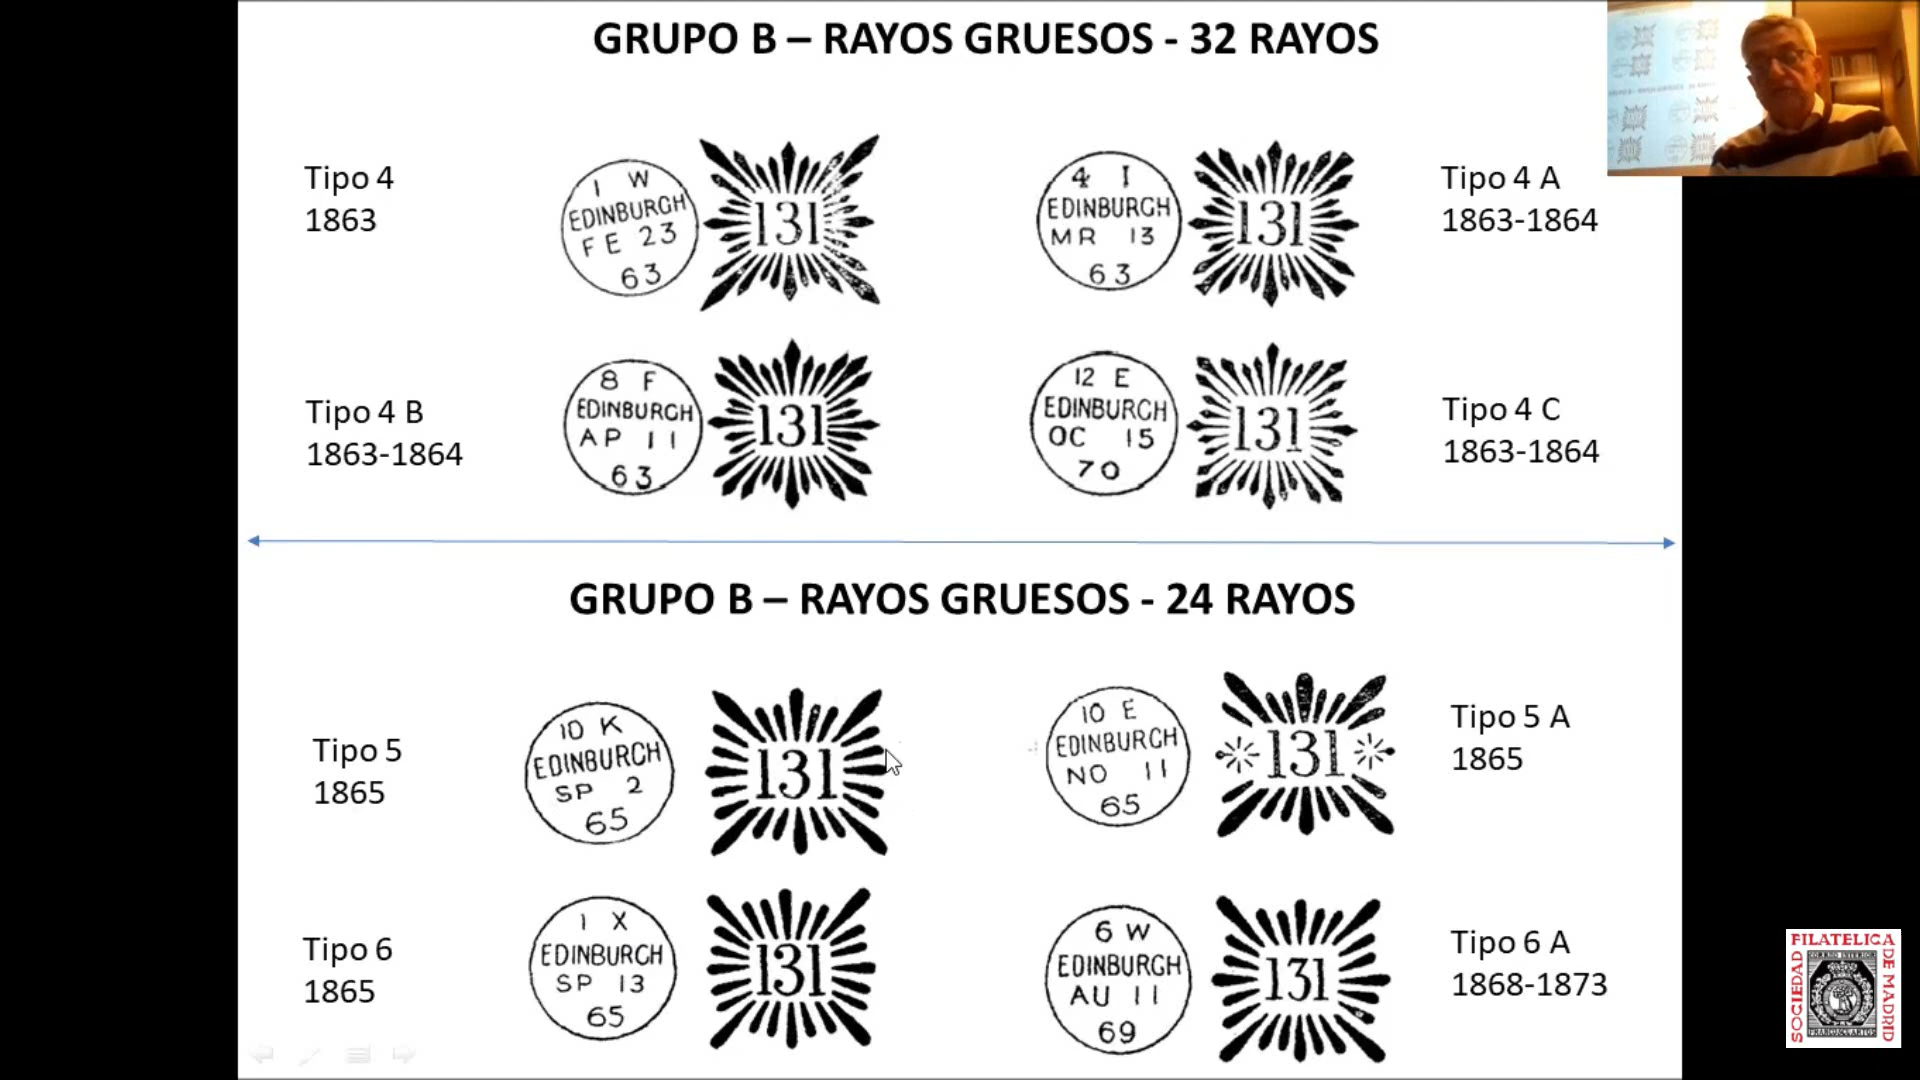 GRUPO B – RAYOS GRUESOS - 32 RAYOS
Tipo 4
1863
1 W
EDINBURGH
FE 23
63
131
4 I
EDINBURGH
MR 13
63
131
Tipo 4 A
1863-1864
Tipo 4 B
1863-1864
8 F
EDINBURGH
AP 11
63
131
12 E
EDINBURGH
OC 15
70
131
Tipo 4 C
1863-1864
GRUPO B – RAYOS GRUESOS - 24 RAYOS
Tipo 5
1865
10 K
EDINBURGH
SP 2
65
131
10 E
EDINBURGH
NO 11
65
131
Tipo 5 A
1865
Tipo 6
1865
1 X
EDINBURGH
SP 13
65
131
6 W
EDINBURGH
AU 11
69
131
Tipo 6 A
1868-1873
SOCIEDAD
FILATELICA
DE MADRID